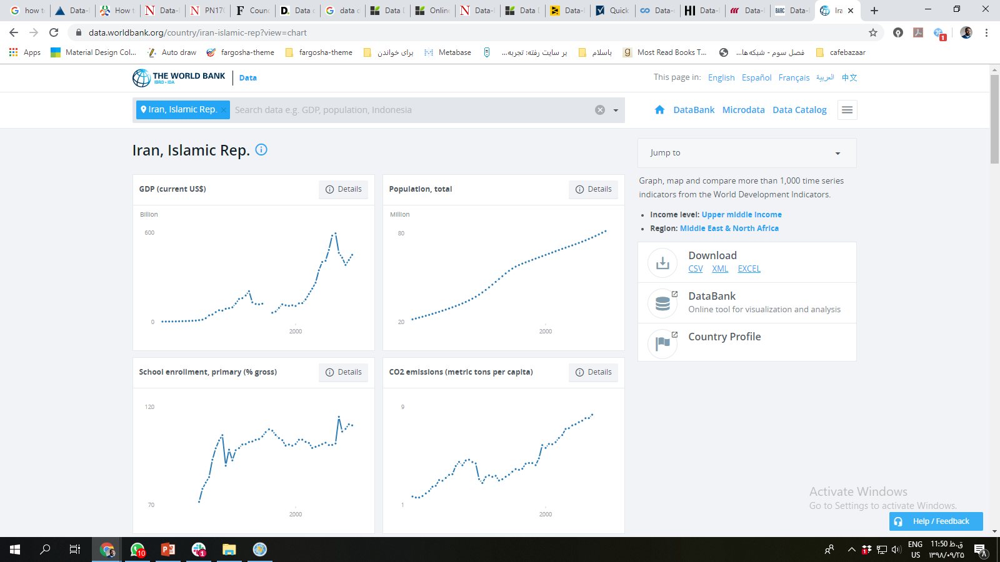 how to
Data-I
How t
Data-I
PN170
Counc
Data c
data c
Data D
Online
Data-I
Data D
Data-I
Quick
Data-c
Data-I
Data-I
Data-I
Ira
data.worldbank.org/country/iran-islamic-rep?view=chart
Apps
Material Design Col...
Auto draw
fargosha-theme
fargosha-theme
برای خواندن
Metabase
بر سایت رفته: تجربه...
باسلام
Most Read Books T...
فصل سوم - شبکه‌ها...
cafebazaar
THE WORLD BANK
IBRD • IDA
Data
This page in: English Español Français العربية 中文
Iran, Islamic Rep. ×
Search data e.g. GDP, population, Indonesia
DataBank Microdata Data Catalog
Iran, Islamic Rep.
GDP (current US$)
Details
Billion
600
0
2000
Population, total
Details
Million
80
20
2000
School enrollment, primary (% gross)
Details
120
70
2000
CO2 emissions (metric tons per capita)
Details
9
1
2000
Jump to
Graph, map and compare more than 1,000 time series
indicators from the World Development Indicators.
• Income level: Upper middle income
• Region: Middle East & North Africa
Download
CSV XML EXCEL
DataBank
Online tool for visualization and analysis
Country Profile
Activate Windows
Go to Settings to activate Windows.
Help / Feedback
10
1
1
ENG
US
11:50 ق.ظ
۱۳۹۸/۰۹/۲۵
۸